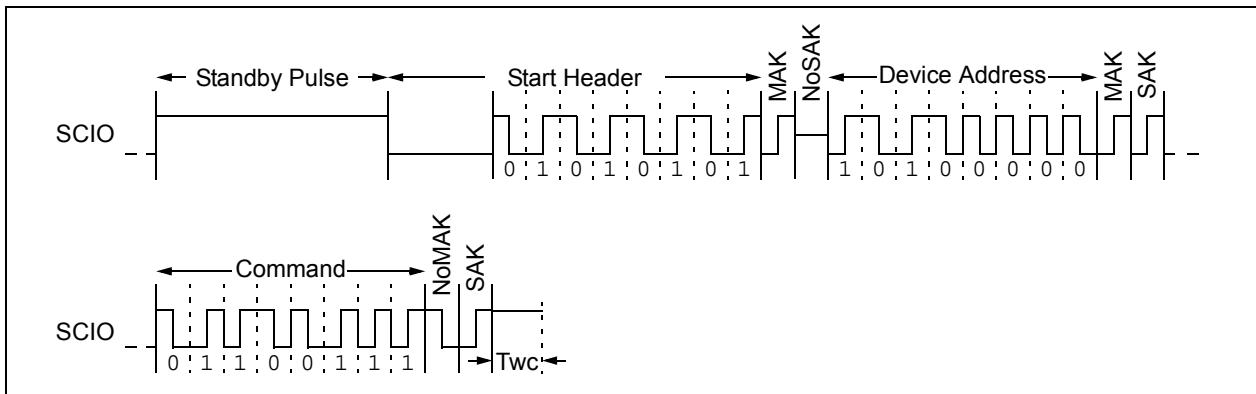 MAK
NoSAK
MAK
SAK
Standby Pulse
Start Header
Device Address
SCIO
0 1 0 1 0 1 0 1
1 0 1 0 0 0 0 0
NoMAK
SAK
Command
SCIO
0 1 1 0 0 1 1 1
Twc